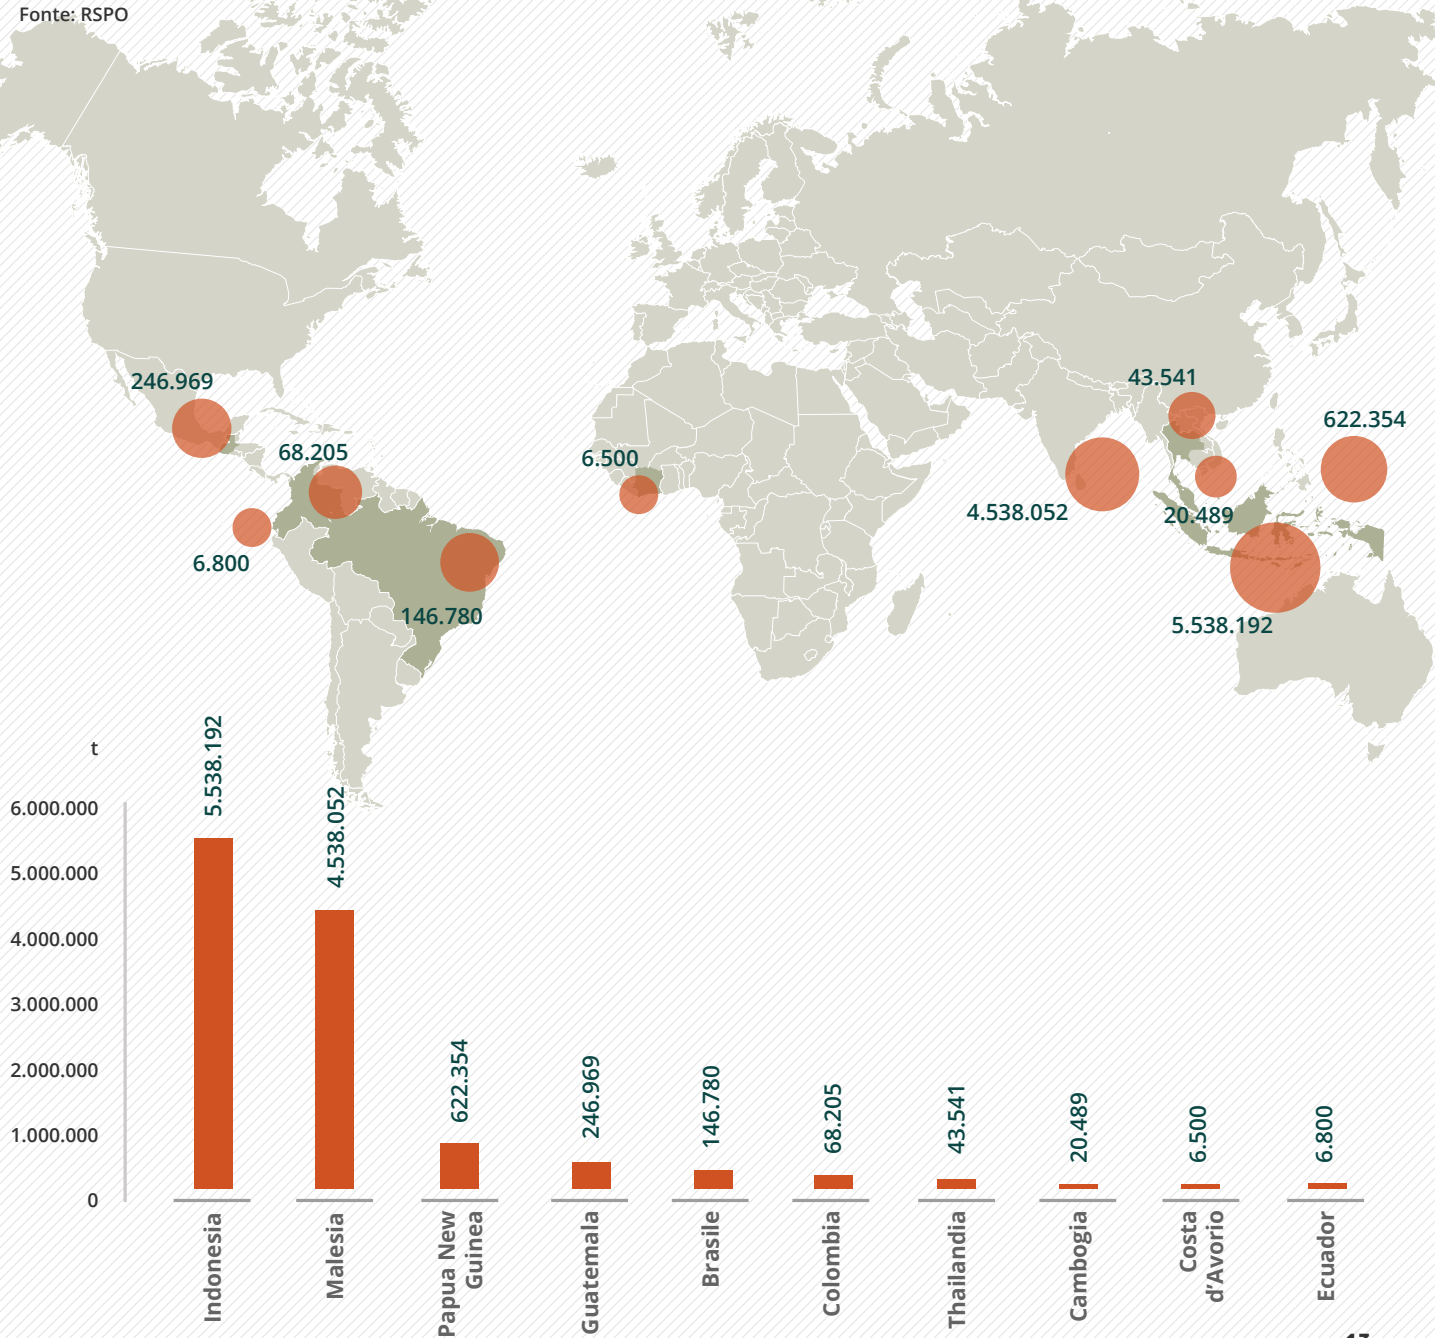 Fonte: RSPO
246.969
43.541
622.354
68.205
6.500
4.538.052
20.489
6.800
146.780
5.538.192
t
6.000.000
5.000.000
4.000.000
3.000.000
2.000.000
1.000.000
0
5.538.192
4.538.052
622.354
246.969
146.780
68.205
43.541
20.489
6.500
6.800
Indonesia
Malesia
Papua New
Guinea
Guatemala
Brasile
Colombia
Thailandia
Cambogia
Costa
d'Avorio
Ecuador